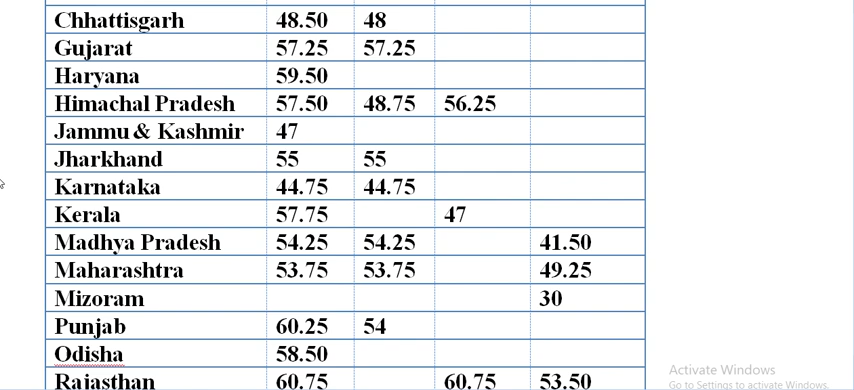 Chhattisgarh 48.50 48
Gujarat 57.25 57.25
Haryana 59.50
Himachal Pradesh 57.50 48.75 56.25
Jammu & Kashmir 47
Jharkhand 55 55
Karnataka 44.75 44.75
Kerala 57.75 47
Madhya Pradesh 54.25 54.25 41.50
Maharashtra 53.75 53.75 49.25
Mizoram 30
Punjab 60.25 54
Odisha 58.50
Rajasthan 60.75 60.75 53.50
Activate Windows
Go to Settings to activate Windows.